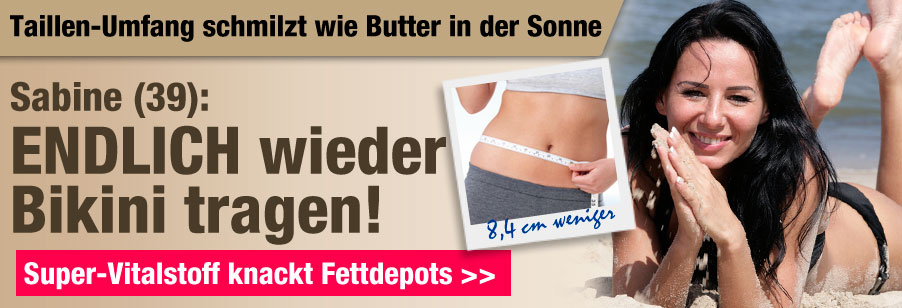 Taillen-Umfang schmilzt wie Butter in der Sonne
Sabine (39):
ENDLICH wieder
Bikini tragen!
8,4 cm weniger
Super-Vitalstoff knackt Fettdepots >>